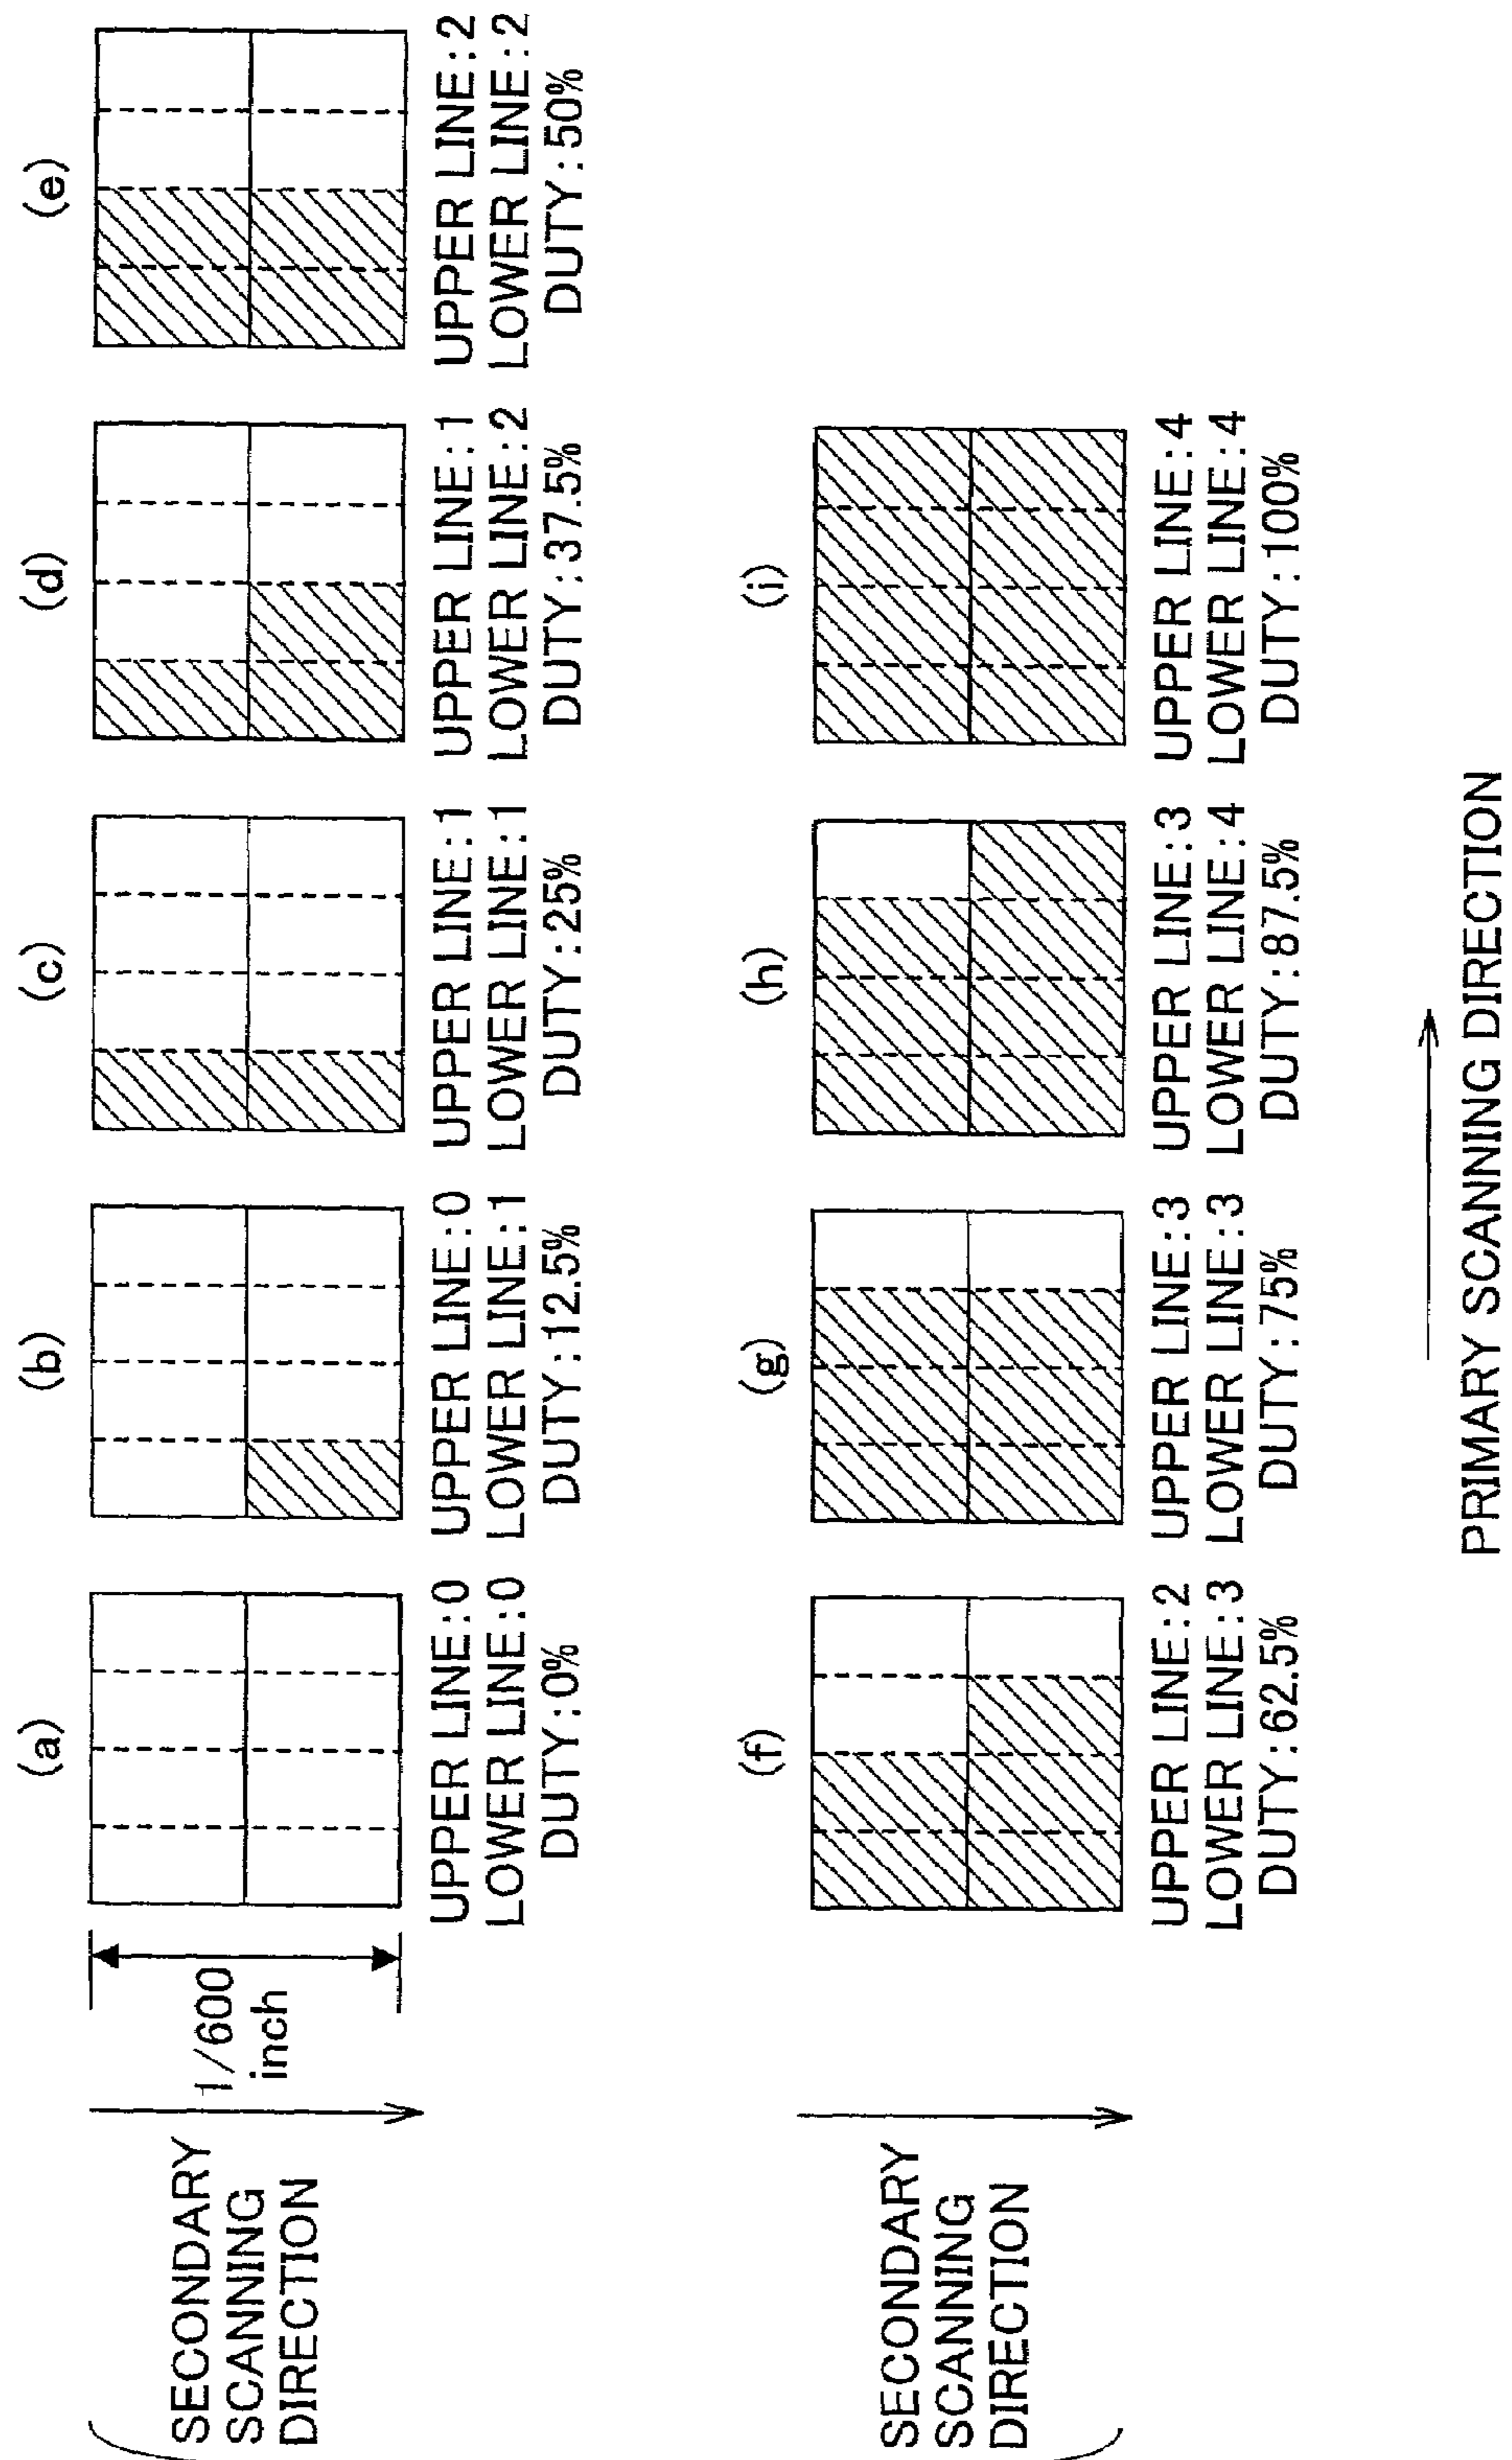 SECONDARY
SCANNING
DIRECTION
1/600
inch
(a)
UPPER LINE:0
LOWER LINE:0
DUTY:0%
(b)
UPPER LINE:0
LOWER LINE:1
DUTY:12.5%
(c)
UPPER LINE:1
LOWER LINE:1
DUTY:25%
(d)
UPPER LINE:1
LOWER LINE:2
DUTY:37.5%
(e)
UPPER LINE:2
LOWER LINE:2
DUTY:50%
SECONDARY
SCANNING
DIRECTION
(f)
UPPER LINE:2
LOWER LINE:3
DUTY:62.5%
(g)
UPPER LINE:3
LOWER LINE:3
DUTY:75%
(h)
UPPER LINE:3
LOWER LINE:4
DUTY:87.5%
(i)
UPPER LINE:4
LOWER LINE:4
DUTY:100%
PRIMARY SCANNING DIRECTION